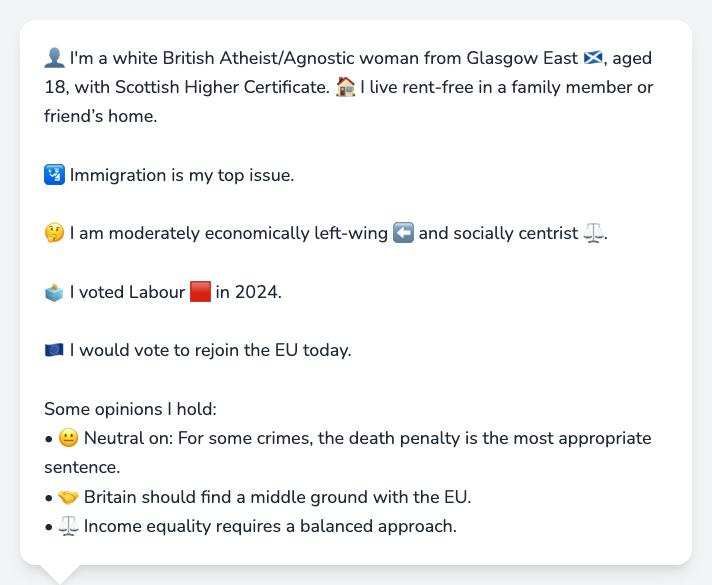 👤 I'm a white British Atheist/Agnostic woman from Glasgow East 🏴󠁧󠁢󠁳󠁣󠁴󠁿, aged
18, with Scottish Higher Certificate. 🏠 I live rent-free in a family member or
friend’s home.
🛂 Immigration is my top issue.
🤔 I am moderately economically left-wing ⬅️ and socially centrist ⚖️.
🗳️ I voted Labour 🟥 in 2024.
🇪🇺 I would vote to rejoin the EU today.
Some opinions I hold:
• 😐 Neutral on: For some crimes, the death penalty is the most appropriate
sentence.
• 🤝 Britain should find a middle ground with the EU.
• ⚖️ Income equality requires a balanced approach.